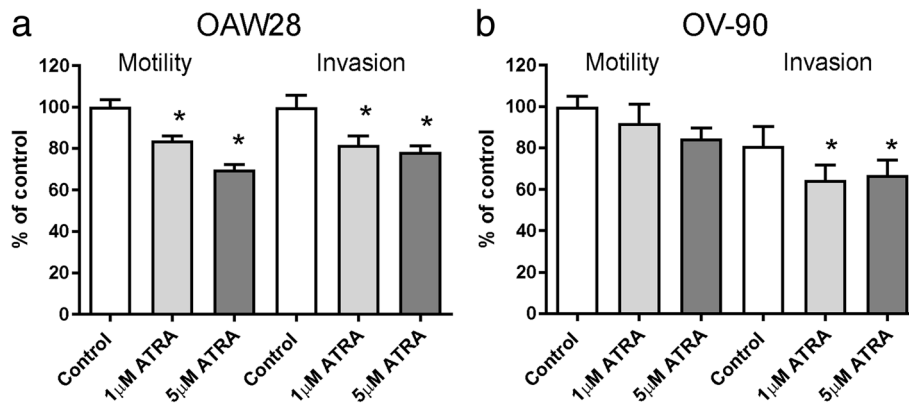 a OAW28
Motility Invasion
% of control
120
100
80
60
40
20
0
* * * *
Control 1µM ATRA 5µM ATRA Control 1µM ATRA 5µM ATRA
b OV-90
Motility Invasion
% of control
120
100
80
60
40
20
0
* *
Control 1µM ATRA 5µM ATRA Control 1µM ATRA 5µM ATRA